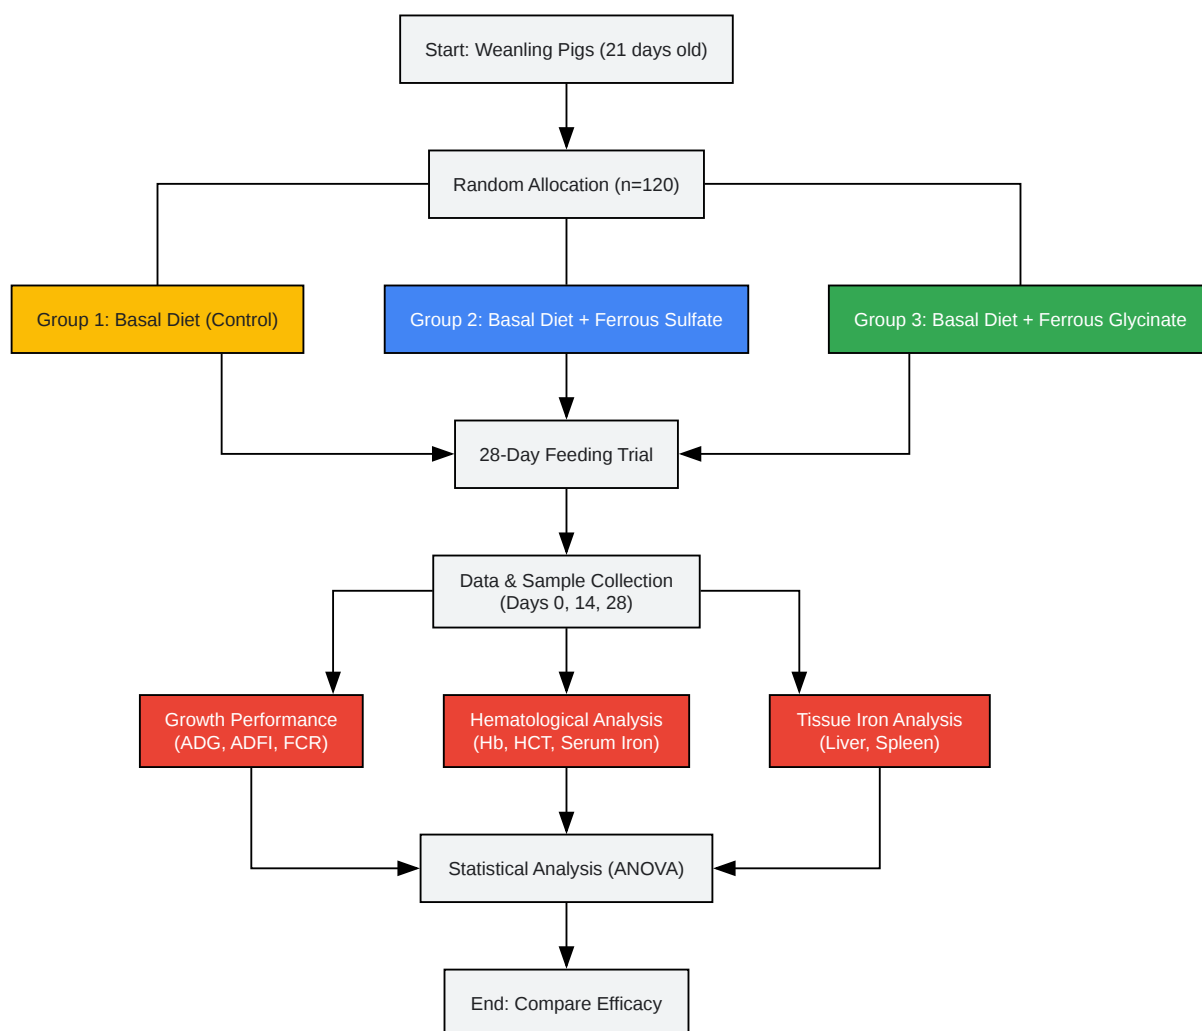 Start: Weanling Pigs (21 days old)
Random Allocation (n=120)
Group 1: Basal Diet (Control)
Group 2: Basal Diet + Ferrous Sulfate
Group 3: Basal Diet + Ferrous Glycinate
28-Day Feeding Trial
Data & Sample Collection
(Days 0, 14, 28)
Growth Performance
(ADG, ADFI, FCR)
Hematological Analysis
(Hb, HCT, Serum Iron)
Tissue Iron Analysis
(Liver, Spleen)
Statistical Analysis (ANOVA)
End: Compare Efficacy